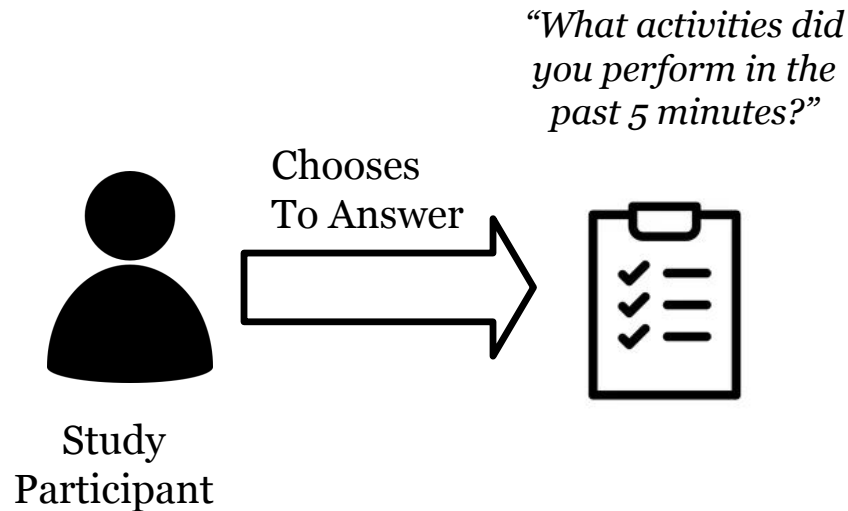 “What activities did
you perform in the
past 5 minutes?”
Chooses
To Answer
Study
Participant